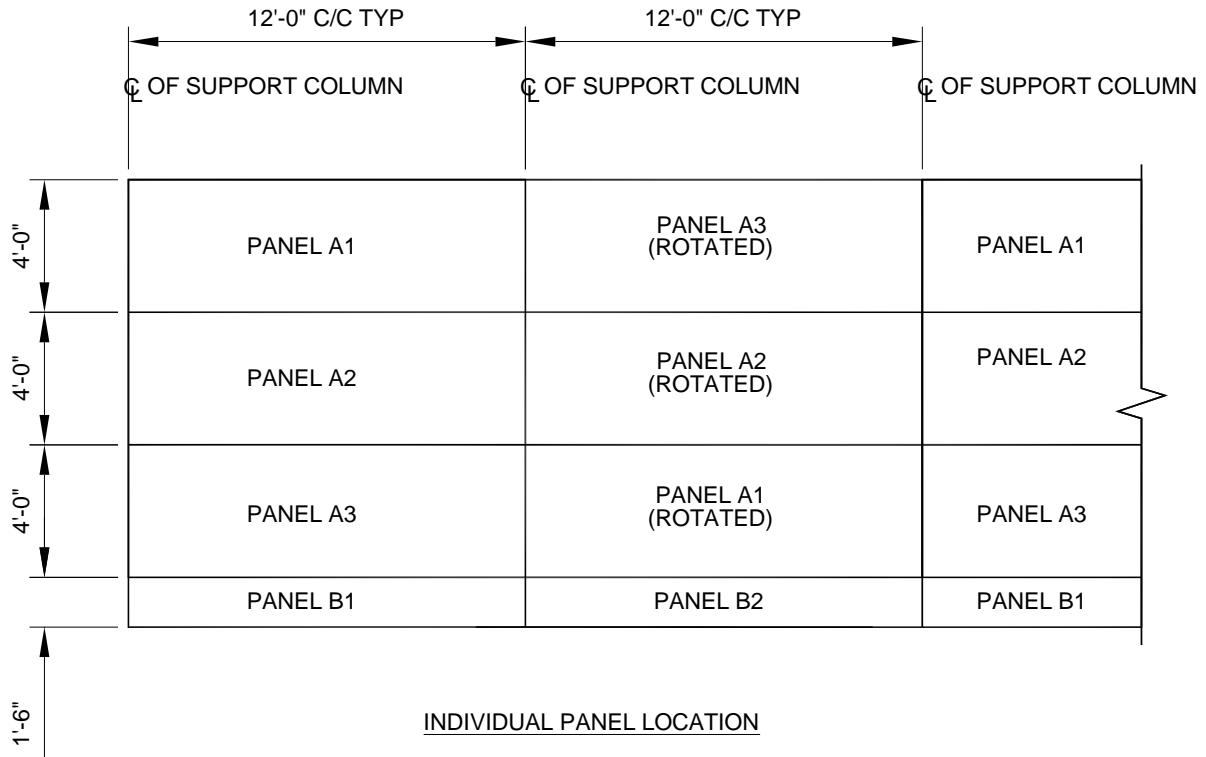 12'-0" C/C TYP
12'-0" C/C TYP
℄ OF SUPPORT COLUMN
℄ OF SUPPORT COLUMN
℄ OF SUPPORT COLUMN
4'-0"
PANEL A1
PANEL A3
(ROTATED)
PANEL A1
4'-0"
PANEL A2
PANEL A2
(ROTATED)
PANEL A2
4'-0"
PANEL A3
PANEL A1
(ROTATED)
PANEL A3
PANEL B1
PANEL B2
PANEL B1
1'-6"
INDIVIDUAL PANEL LOCATION